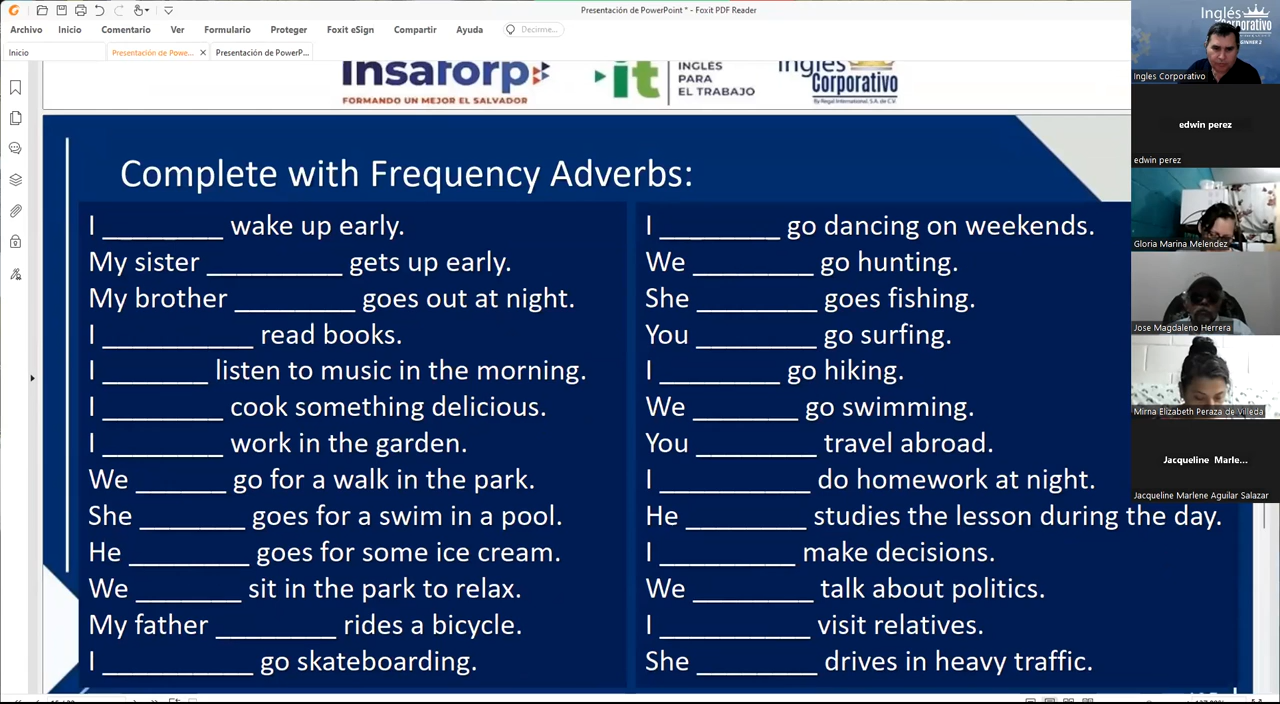 Presentación de PowerPoint * - Foxit PDF Reader
Archivo Inicio Comentario Ver Formulario Proteger Foxit eSign Compartir Ayuda Decirme...
Inicio Presentación de Powe... Presentación de PowerP...
Insaforp
FORMANDO UN MEJOR EL SALVADOR
it
INGLÉS
PARA
EL TRABAJO
Inglés
Corporativo
By Regal International, S.A. de C.V.
Complete with Frequency Adverbs:
I _________ wake up early.
My sister __________ gets up early.
My brother _________ goes out at night.
I ___________ read books.
I ________ listen to music in the morning.
I _________ cook something delicious.
I _________ work in the garden.
We _______ go for a walk in the park.
She ________ goes for a swim in a pool.
He _________ goes for some ice cream.
We ________ sit in the park to relax.
My father _________ rides a bicycle.
I ___________ go skateboarding.
I _________ go dancing on weekends.
We _________ go hunting.
She _________ goes fishing.
You _________ go surfing.
I _________ go hiking.
We ________ go swimming.
You _________ travel abroad.
I ___________ do homework at night.
He _________ studies the lesson during the day.
I __________ make decisions.
We _________ talk about politics.
I ___________ visit relatives.
She _________ drives in heavy traffic.
Inglés
Corporativo
Ingles Corporativo
edwin perez
edwin perez
Gloria Marina Melendez
Jose Magdaleno Herrera
Mirna Elizabeth Peraza de Villeda
Jacqueline Marle...
Jacqueline Marlene Aguilar Salazar